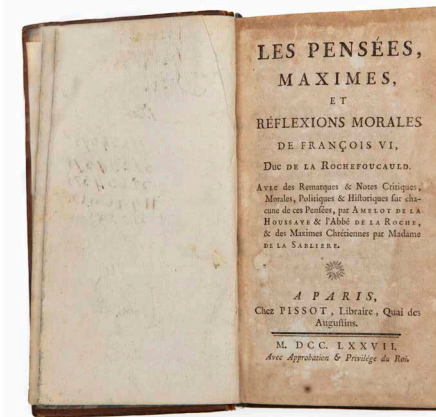 LES PENSÉES,
MAXIMES,
ET
RÉFLEXIONS MORALES
DE FRANÇOIS VI,
DUC DE LA ROCHEFOUCAULD.
AVEC des Remarques & Notes Critiques,
Morales, Politiques & Historiques sur cha-
cune de ces Pensées, par AMELOT DE LA
HOUSSAYE & l'Abbé DE LA ROCHE,
& des Maximes Chrétiennes par Madame
DE LA SABLIERE.
A PARIS,
Chez PISSOT, Libraire, Quai des
Augustins.
M. DCC. LXXVII.
Avec Approbation & Privilége du Roi.